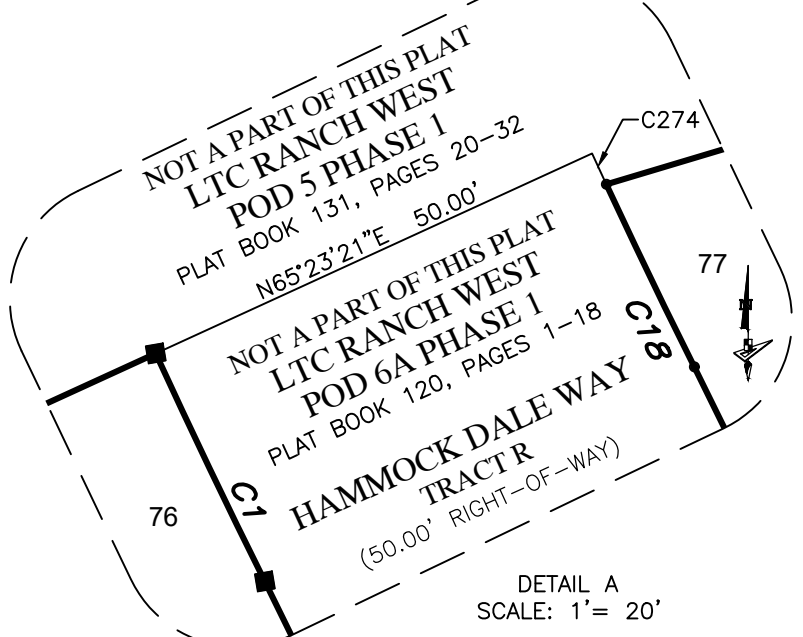 NOT A PART OF THIS PLAT
LTC RANCH WEST
POD 5 PHASE 1
PLAT BOOK 131, PAGES 20-32
C274
N65°23'21"E 50.00'
NOT A PART OF THIS PLAT
LTC RANCH WEST
POD 6A PHASE 1
PLAT BOOK 120, PAGES 1-18
77
N
C18
HAMMOCK DALE WAY
TRACT R
(50.00' RIGHT-OF-WAY)
C1
76
DETAIL A
SCALE: 1'= 20'